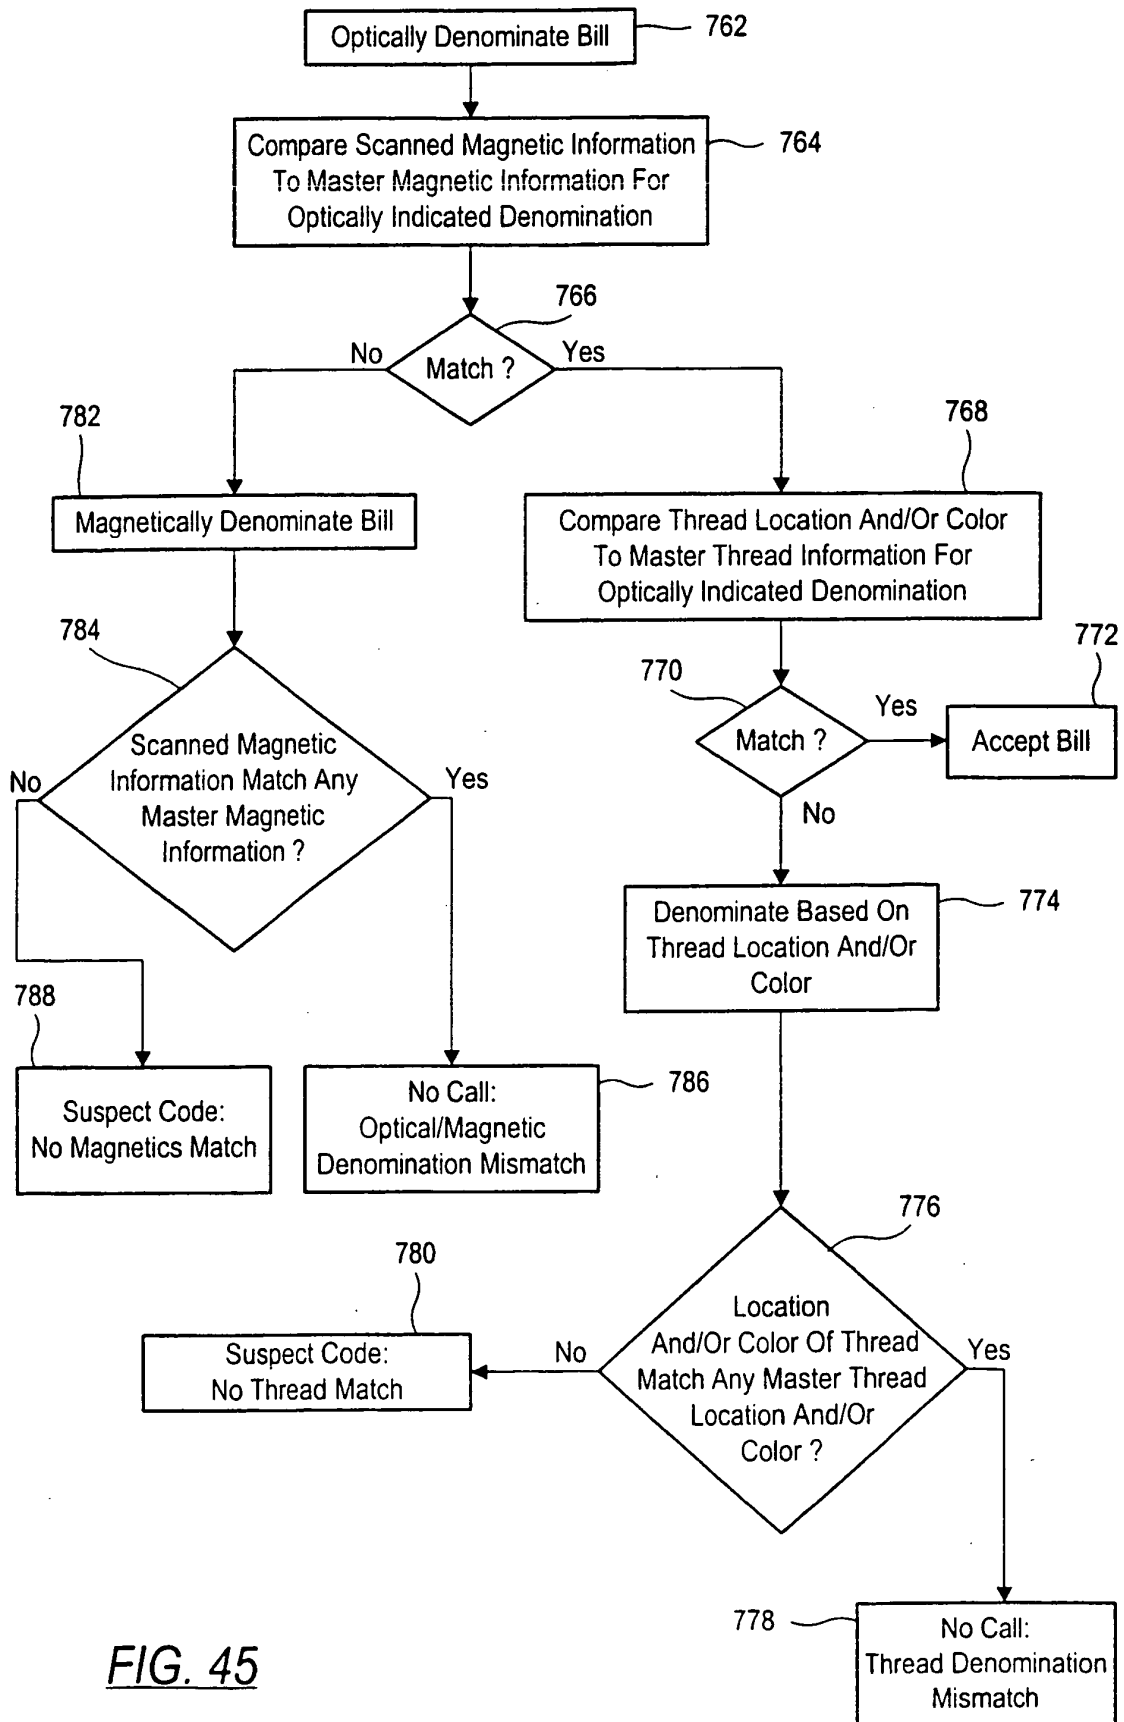 Optically Denominate Bill
762
Compare Scanned Magnetic Information
To Master Magnetic Information For
Optically Indicated Denomination
764
766
Match ?
No
Yes
782
Magnetically Denominate Bill
768
Compare Thread Location And/Or Color
To Master Thread Information For
Optically Indicated Denomination
784
Scanned Magnetic
Information Match Any
Master Magnetic
Information ?
No
Yes
770
Match ?
Yes
772
Accept Bill
No
Denominate Based On
Thread Location And/Or
Color
774
788
Suspect Code:
No Magnetics Match
No Call:
Optical/Magnetic
Denomination Mismatch
786
776
Location
And/Or Color Of Thread
Match Any Master Thread
Location And/Or
Color ?
No
Yes
780
Suspect Code:
No Thread Match
778
No Call:
Thread Denomination
Mismatch
FIG. 45